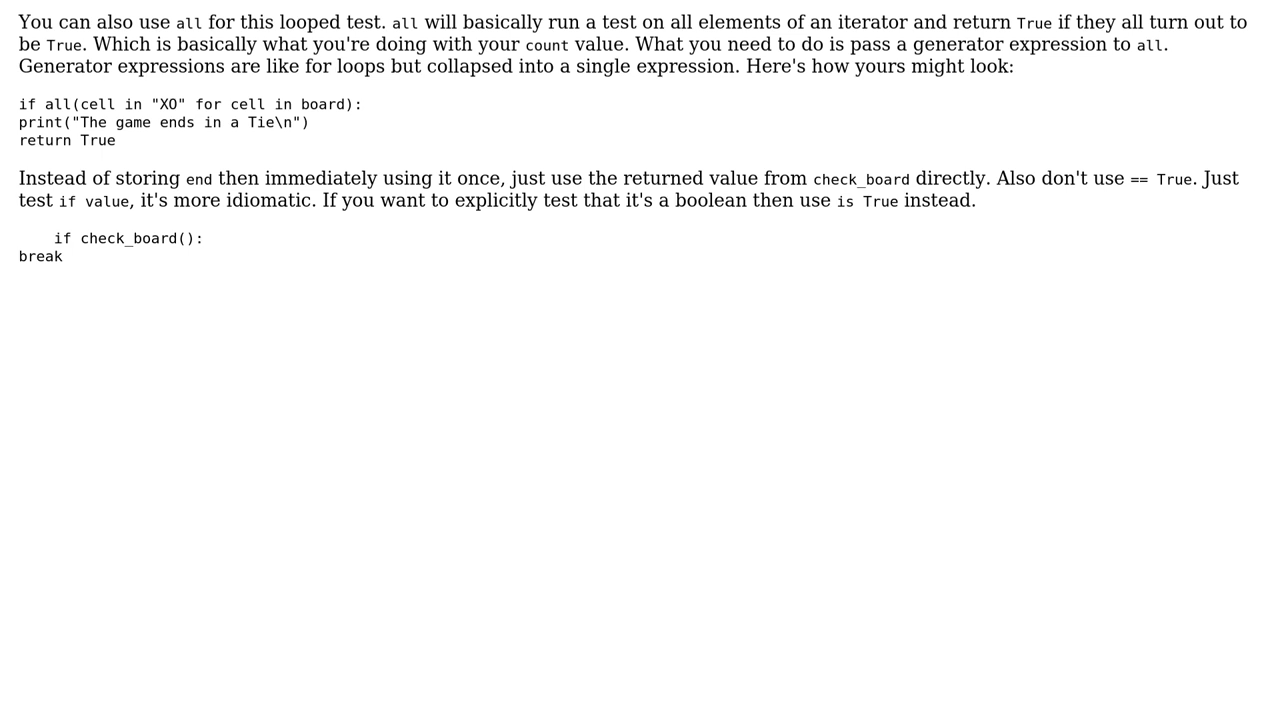 You can also use all for this looped test. all will basically run a test on all elements of an iterator and return True if they all turn out to
be True. Which is basically what you're doing with your count value. What you need to do is pass a generator expression to all.
Generator expressions are like for loops but collapsed into a single expression. Here's how yours might look:
if all(cell in "XO" for cell in board):
print("The game ends in a Tie\n")
return True
Instead of storing end then immediately using it once, just use the returned value from check_board directly. Also don't use == True. Just
test if value, it's more idiomatic. If you want to explicitly test that it's a boolean then use is True instead.
    if check_board():
break